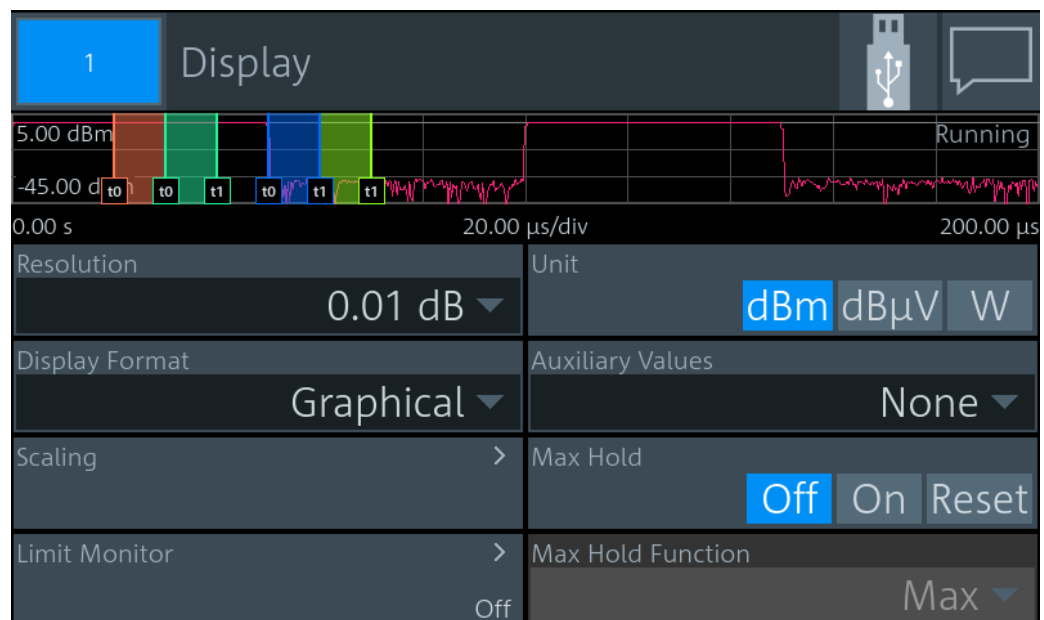 1 Display
5.00 dBm Running
-45.00 d
t0 t0 t1 t0 t1 t1
0.00 s 20.00 µs/div 200.00 µs
Resolution Unit
0.01 dB dBm dBµV W
Display Format Auxiliary Values
Graphical None
Scaling > Max Hold
Off On Reset
Limit Monitor > Max Hold Function
Off Max